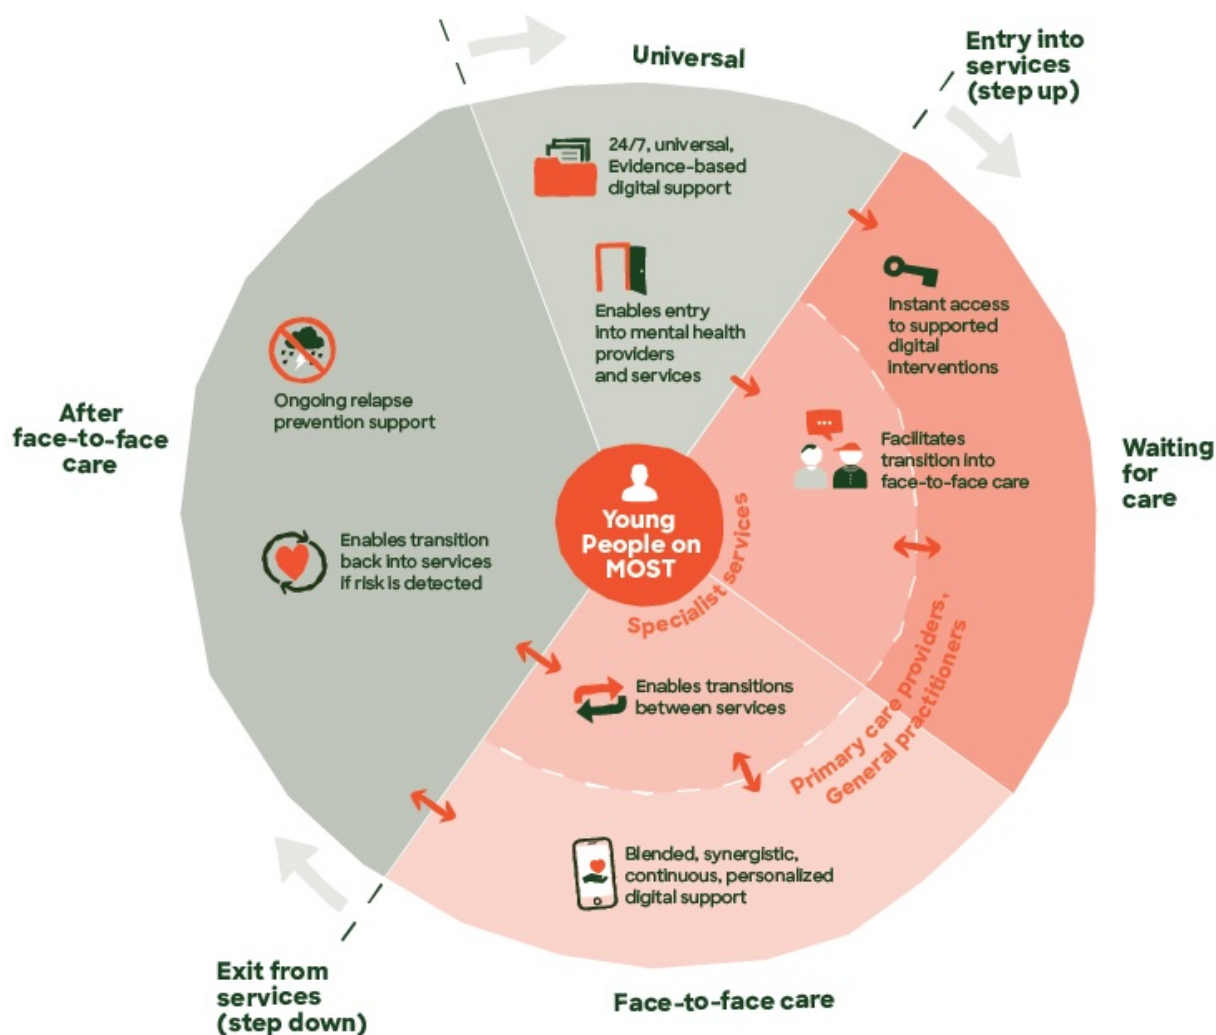 Universal
Entry into
services
(step up)
24/7, universal,
Evidence-based
digital support
Enables entry
into mental health
providers
and services
Instant access
to supported
digital
interventions
Facilitates
transition into
face-to-face care
Waiting
for
care
After
face-to-face
care
Ongoing relapse
prevention support
Enables transition
back into services
if risk is detected
Young
People on
MOST
Specialist services
Primary care providers,
General practitioners
Enables transitions
between services
Blended, synergistic,
continuous, personalized
digital support
Exit from
services
(step down)
Face-to-face care